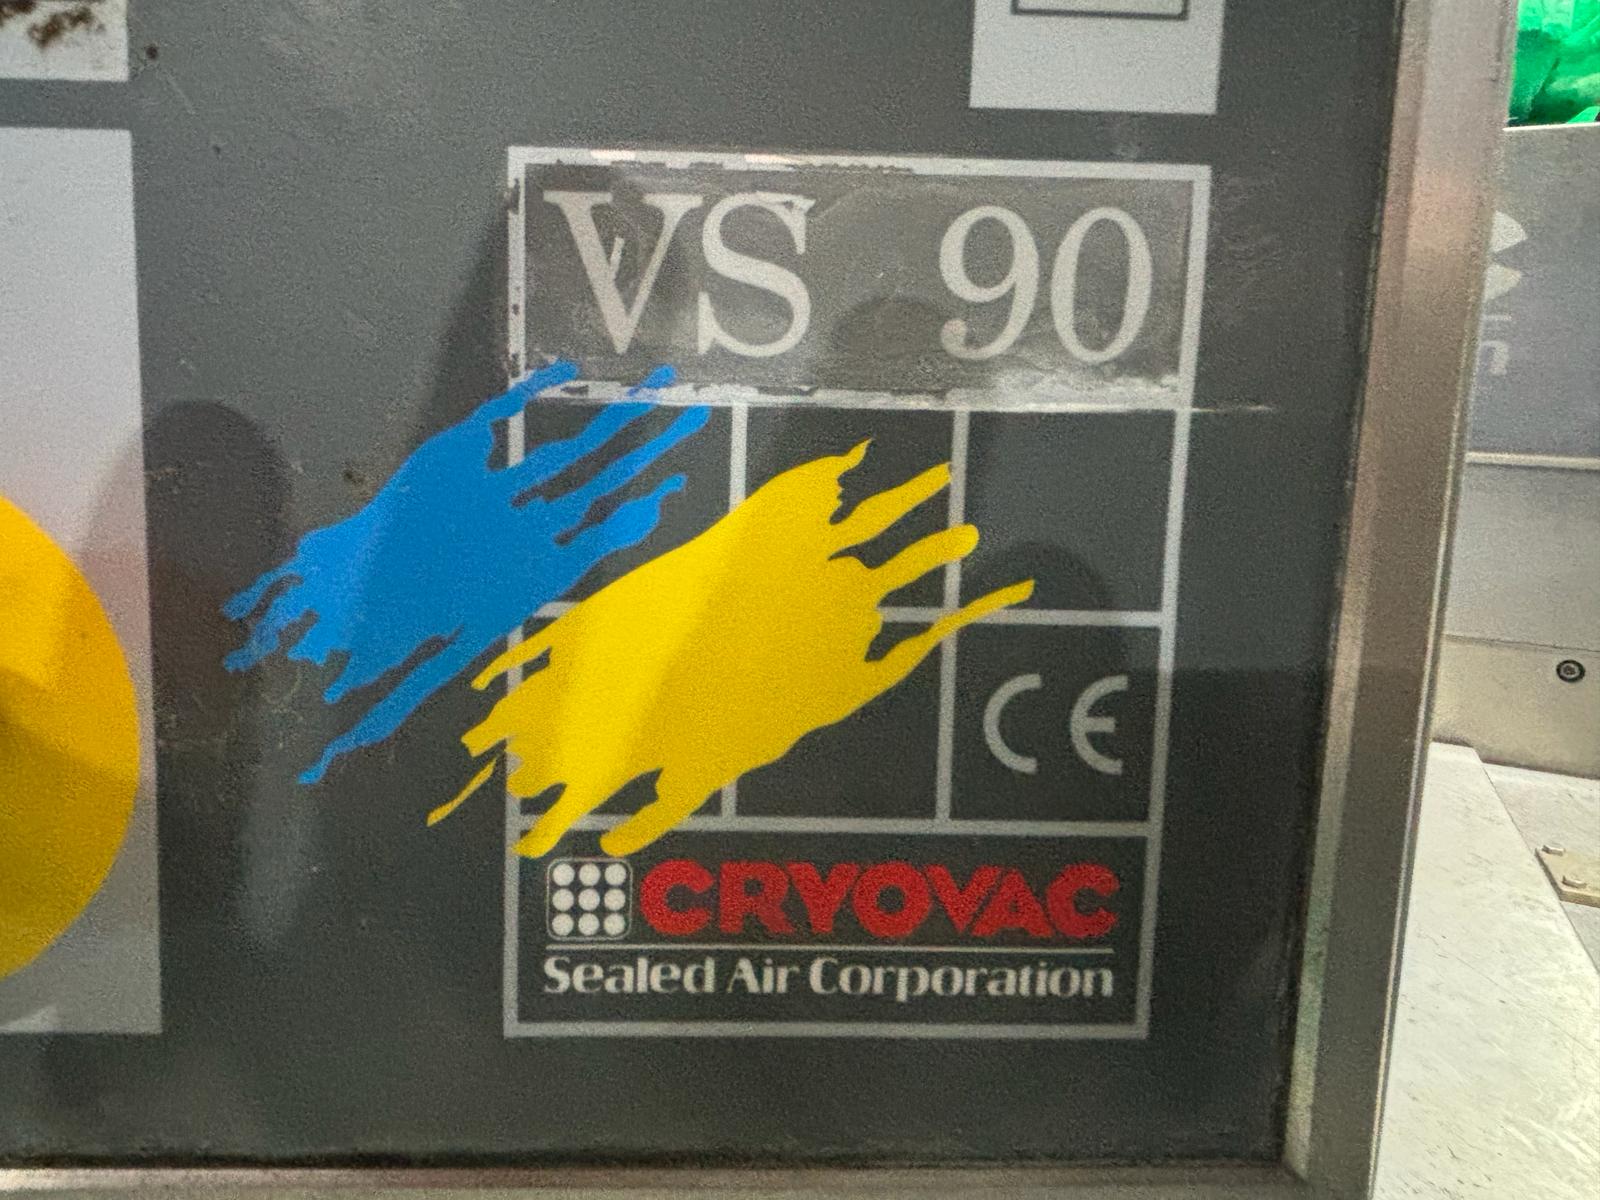 VS 90
CE
CRYOVAC
Sealed Air Corporation